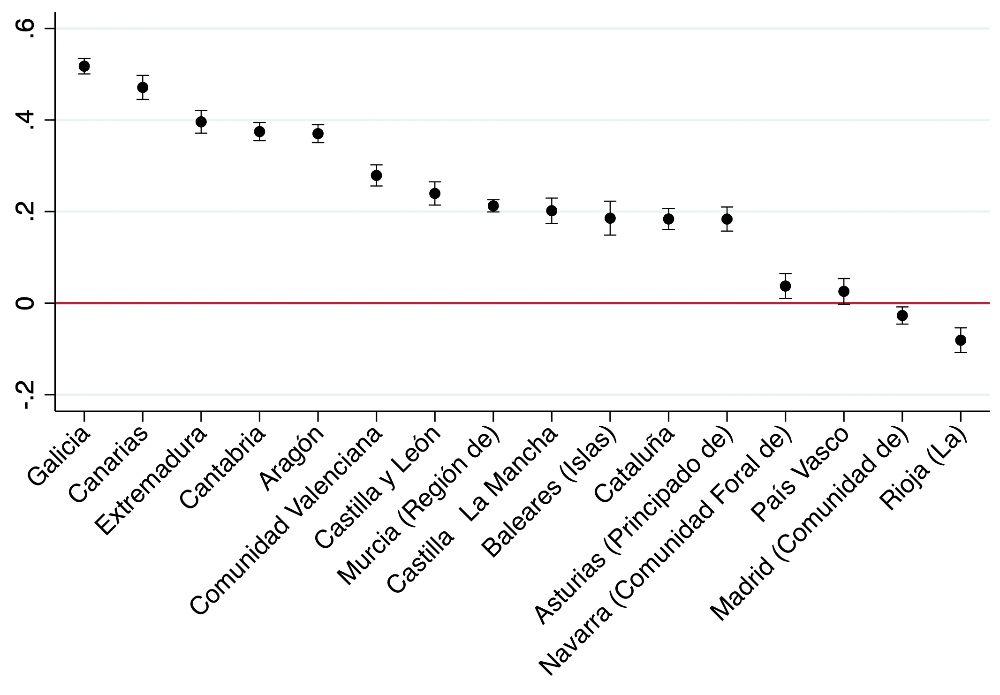 .6
.4
.2
0
-.2
Galicia
Canarias
Extremadura
Cantabria
Aragón
Comunidad Valenciana
Castilla y León
Murcia (Región de)
Castilla La Mancha
Baleares (Islas)
Cataluña
Asturias (Principado de)
Navarra (Comunidad Foral de)
País Vasco
Madrid (Comunidad de)
Rioja (La)